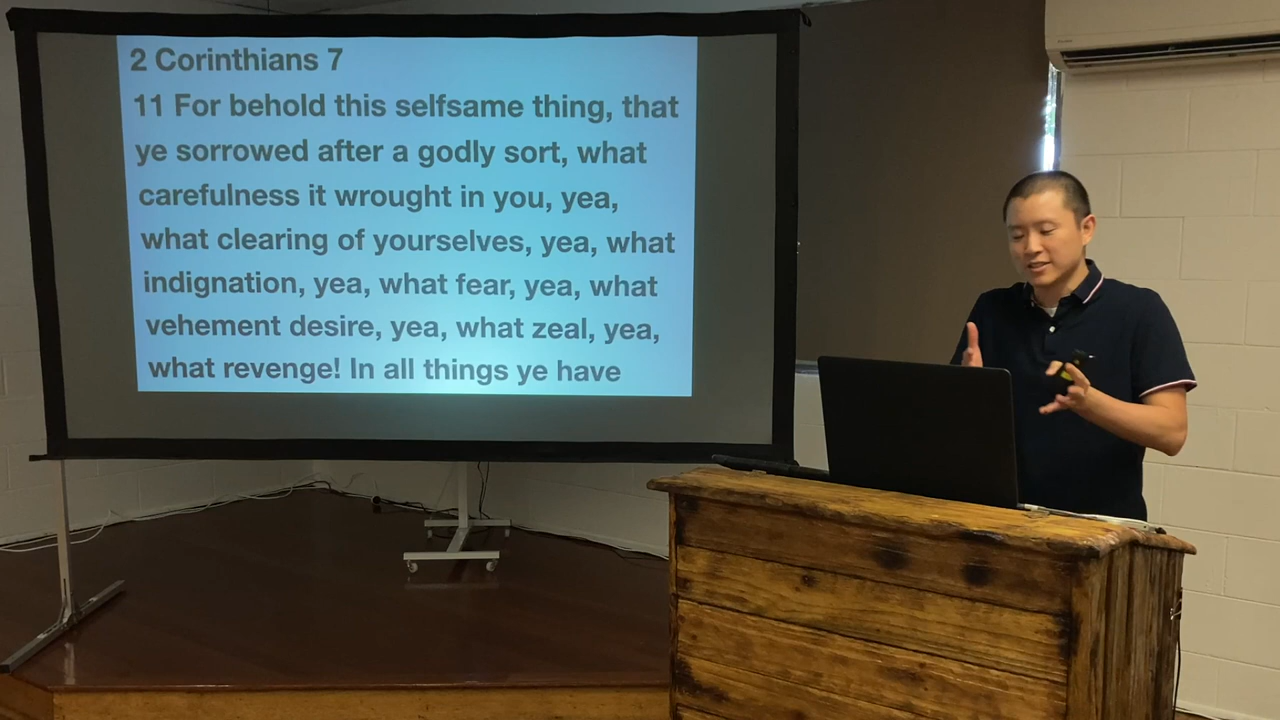 2 Corinthians 7
11 For behold this selfsame thing, that
ye sorrowed after a godly sort, what
carefulness it wrought in you, yea,
what clearing of yourselves, yea, what
indignation, yea, what fear, yea, what
vehement desire, yea, what zeal, yea,
what revenge! In all things ye have